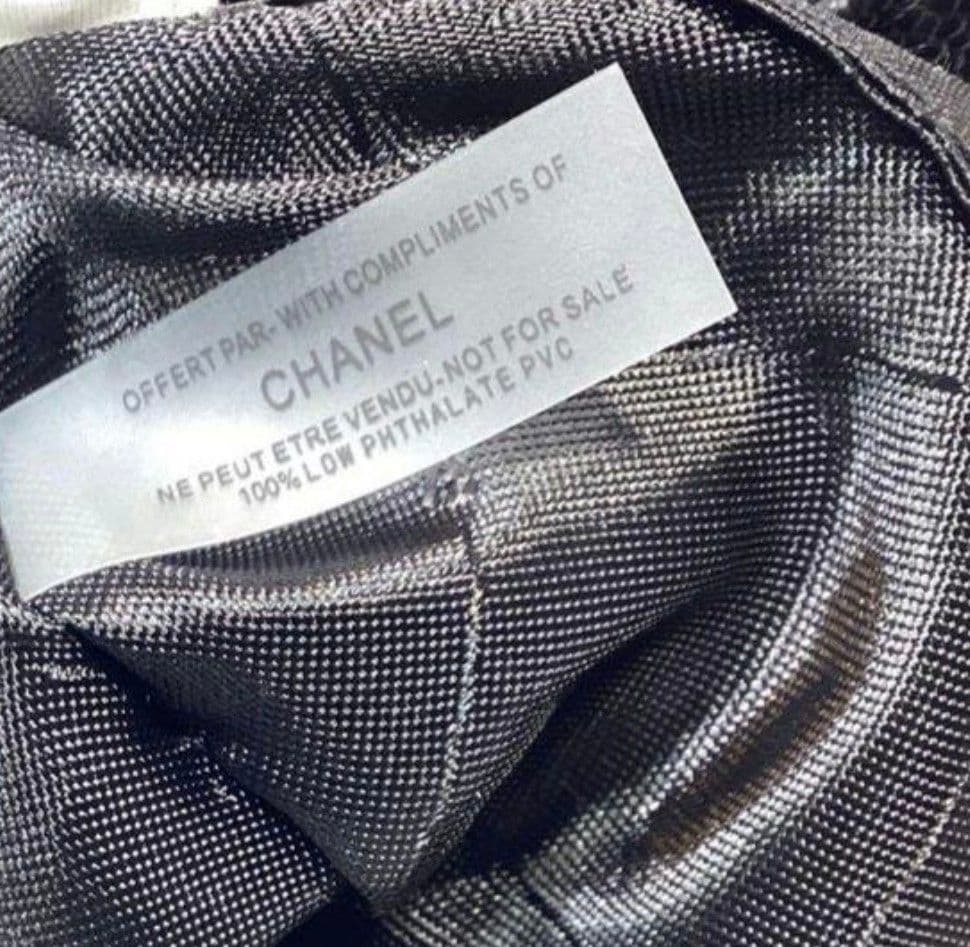 OFFERT PAR- WITH COMPLIMENTS OF
CHANEL
NE PEUT ETRE VENDU-NOT FOR SALE
100% LOW PHTHALATE PVC